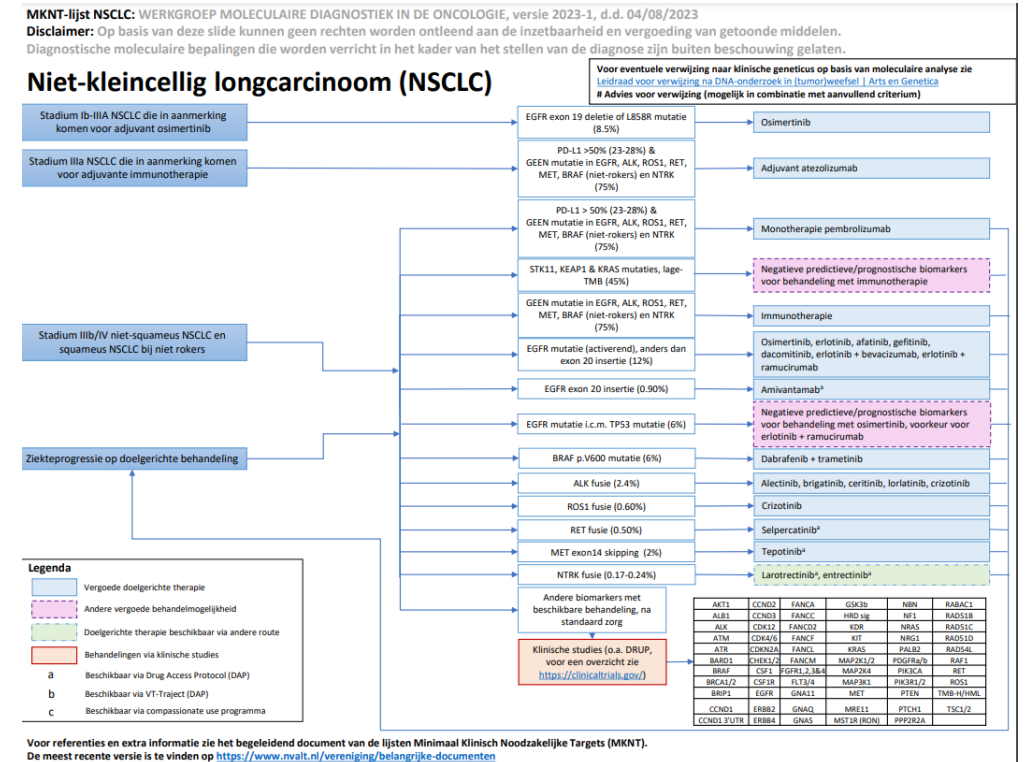 MKNT-lijst NSCLC: WERKGROEP MOLECULAIRE DIAGNOSTIEK IN DE ONCOLOGIE, versie 2023-1, d.d. 04/08/2023
Disclaimer: Op basis van deze slide kunnen geen rechten worden ontleend aan de inzetbaarheid en vergoeding van getoonde middelen.
Diagnostische moleculaire bepalingen die worden verricht in het kader van het stellen van de diagnose zijn buiten beschouwing gelaten.
Niet-kleincellig longcarcinoom (NSCLC)
Voor eventuele verwijzing naar klinische geneticus op basis van moleculaire analyse zie
Leidraad voor verwijzing na DNA-onderzoek in (tumor)weefsel | Arts en Genetica
# Advies voor verwijzing (mogelijk in combinatie met aanvullend criterium)
Stadium Ib-IIIA NSCLC die in aanmerking
komen voor adjuvant osimertinib
EGFR exon 19 deletie of L858R mutatie
(8.5%)
Osimertinib
Stadium IIIa NSCLC die in aanmerking komen
voor adjuvante immunotherapie
PD-L1 >50% (23-28%) &
GEEN mutatie in EGFR, ALK, ROS1, RET,
MET, BRAF (niet-rokers) en NTRK
(75%)
Adjuvant atezolizumab
PD-L1 > 50% (23-28%) &
GEEN mutatie in EGFR, ALK, ROS1, RET,
MET, BRAF (niet-rokers) en NTRK
(75%)
Monotherapie pembrolizumab
STK11, KEAP1 & KRAS mutaties, lage-
TMB (45%)
Negatieve predictieve/prognostische biomarkers
voor behandeling met immunotherapie
GEEN mutatie in EGFR, ALK, ROS1, RET,
MET, BRAF (niet-rokers) en NTRK
(75%)
Immunotherapie
Stadium IIIb/IV niet-squameus NSCLC en
squameus NSCLC bij niet rokers
EGFR mutatie (activerend), anders dan
exon 20 insertie (12%)
Osimertinib, erlotinib, afatinib, gefitinib,
dacomitinib, erlotinib + bevacizumab, erlotinib +
ramucirumab
EGFR exon 20 insertie (0.90%)
Amivantamabᵃ
EGFR mutatie i.c.m. TP53 mutatie (6%)
Negatieve predictieve/prognostische biomarkers
voor behandeling met osimertinib, voorkeur voor
erlotinib + ramucirumab
Ziekteprogressie op doelgerichte behandeling
BRAF p.V600 mutatie (6%)
Dabrafenib + trametinib
ALK fusie (2.4%)
Alectinib, brigatinib, ceritinib, lorlatinib, crizotinib
ROS1 fusie (0.60%)
Crizotinib
RET fusie (0.50%)
Selpercatinibᵃ
MET exon14 skipping (2%)
Tepotinibᵃ
NTRK fusie (0.17-0.24%)
Larotrectinibᵃ, entrectinibᵃ
Andere biomarkers met
beschikbare behandeling, na
standaard zorg
Klinische studies (o.a. DRUP,
voor een overzicht zie
https://clinicaltrials.gov/)
Legenda
Vergoede doelgerichte therapie
Andere vergoede behandelmogelijkheid
Doelgerichte therapie beschikbaar via andere route
Behandelingen via klinische studies
a Beschikbaar via Drug Access Protocol (DAP)
b Beschikbaar via VT-Traject (DAP)
c Beschikbaar via compassionate use programma
AKT1 CCND2 FANCA GSK3b NBN RABAC1
ALB1 CCND3 FANCC HRD sig NF1 RAD51B
ALK CDK12 FANCD2 KDR NRAS RAD51C
ATM CDK4/6 FANCF KIT NRG1 RAD51D
ATR CDKN2A FANCL KRAS PALB2 RAD54L
BARD1 CHEK1/2 FANCM MAP2K1/2 PDGFRa/b RAF1
BRAF CSF1 FGFR1,2,3&4 MAP2K4 PIK3CA RET
BRCA1/2 CSF1R FLT3/4 MAP3K1 PIK3R1/2 ROS1
BRIP1 EGFR GNA11 MET PTEN TMB-H/HML
CCND1 ERBB2 GNAQ MRE11 PTCH1 TSC1/2
CCND1 3'UTR ERBB4 GNAS MST1R (RON) PPP2R2A
Voor referenties en extra informatie zie het begeleidend document van de lijsten Minimaal Klinisch Noodzakelijke Targets (MKNT).
De meest recente versie is te vinden op https://www.nvalt.nl/vereniging/belangrijke-documenten